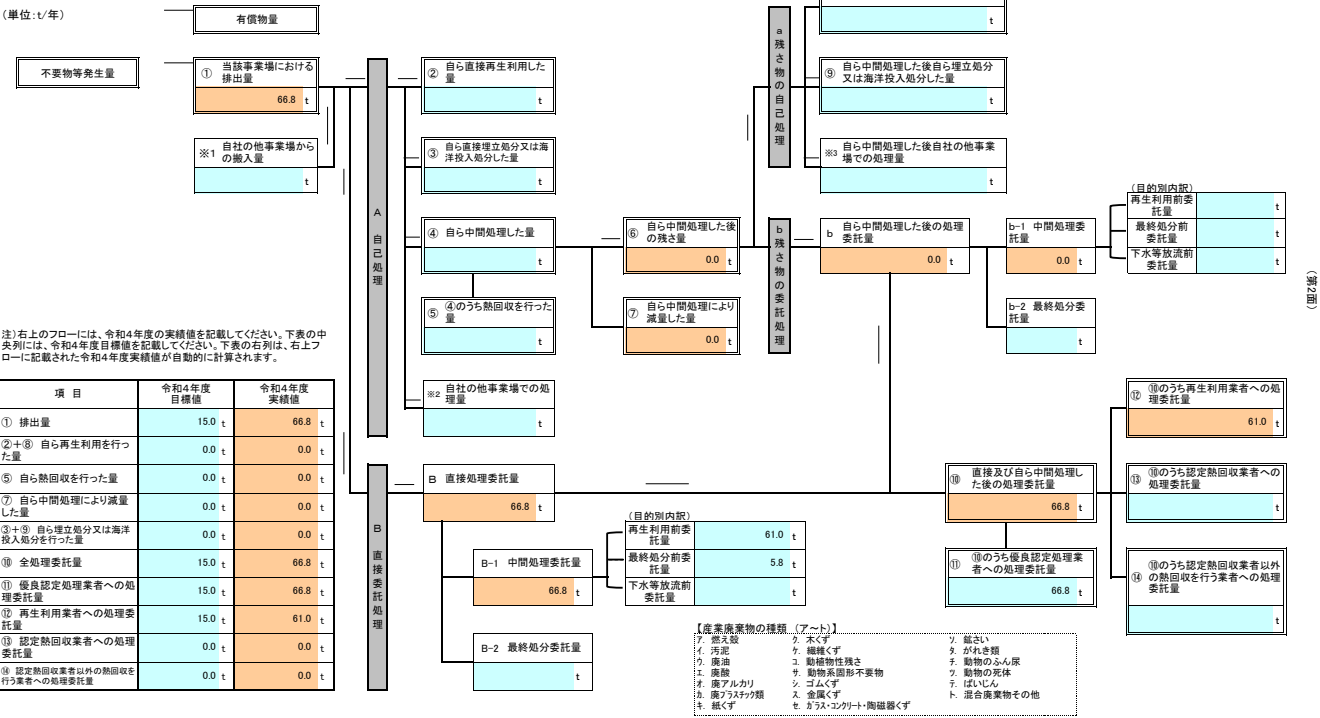 (単位:t/年)
有償物量
不要物等発生量
① 当該事業場における
排出量
66.8 t
※1 自社の他事業場から
の搬入量
t
A 自己処理
② 自ら直接再生利用した
量
t
③ 自ら直接埋立処分又は海
洋投入処分した量
t
④ 自ら中間処理した量
t
⑤ ④のうち熱回収を行った
量
t
※2 自社の他事業場での処
理量
t
⑥ 自ら中間処理した後
の残さ量
0.0 t
⑦ 自ら中間処理により
減量した量
0.0 t
a 残さ物の自己処理
t
⑨ 自ら中間処理した後自ら埋立処分
又は海洋投入処分した量
t
※3 自ら中間処理した後自社の他事業
場での処理量
t
b 残さ物の委託処理
b 自ら中間処理した後の処理
委託量
0.0 t
b-1 中間処理委
託量
0.0 t
(目的別内訳)
再生利用前委
託量 t
最終処分前
委託量 t
下水等放流前
委託量 t
b-2 最終処分委
託量
t
(第2面)
注)右上のフローには、令和4年度の実績値を記載してください。下表の中
央列には、令和4年度目標値を記載してください。下表の右列は、右上フ
ローに記載された令和4年度実績値が自動的に計算されます。
項 目 令和4年度
目標値 令和4年度
実績値
① 排出量 15.0 t 66.8 t
②+⑧ 自ら再生利用を行っ
た量 0.0 t 0.0 t
⑤ 自ら熱回収を行った量 0.0 t 0.0 t
⑦ 自ら中間処理により減量
した量 0.0 t 0.0 t
③+⑨ 自ら埋立処分又は海洋
投入処分を行った量 0.0 t 0.0 t
⑩ 全処理委託量 15.0 t 66.8 t
⑪ 優良認定処理業者への処
理委託量 15.0 t 66.8 t
⑫ 再生利用業者への処理委
託量 15.0 t 61.0 t
⑬ 認定熱回収業者への処理
委託量 0.0 t 0.0 t
⑭ 認定熱回収業者以外の熱回収を
行う業者への処理委託量 0.0 t 0.0 t
B 直接委託処理
B 直接処理委託量
66.8 t
B-1 中間処理委託量
66.8 t
(目的別内訳)
再生利用前委
託量 61.0 t
最終処分前委
託量 5.8 t
下水等放流前
委託量 t
B-2 最終処分委託量
t
⑩ 直接及び自ら中間処理し
た後の処理委託量
66.8 t
⑪ ⑩のうち優良認定処理業
者への処理委託量
66.8 t
⑫ ⑩のうち再生利用業者への処
理委託量
61.0 t
⑬ ⑩のうち認定熱回収業者への
処理委託量
t
⑭ ⑩のうち認定熱回収業者以外
の熱回収を行う業者への処理
委託量
t
【産業廃棄物の種類 (ア~ト)】
ア. 燃え殻 ク. 木くず ソ. 鉱さい
イ. 汚泥 ケ. 繊維くず タ. がれき類
ウ. 廃油 コ. 動植物性残さ チ. 動物のふん尿
エ. 廃酸 サ. 動物系固形不要物 ツ. 動物の死体
オ. 廃アルカリ シ. ゴムくず テ. ばいじん
カ. 廃プラスチック類 ス. 金属くず ト. 混合廃棄物その他
キ. 紙くず セ. ガラス・コンクリート・陶磁器くず